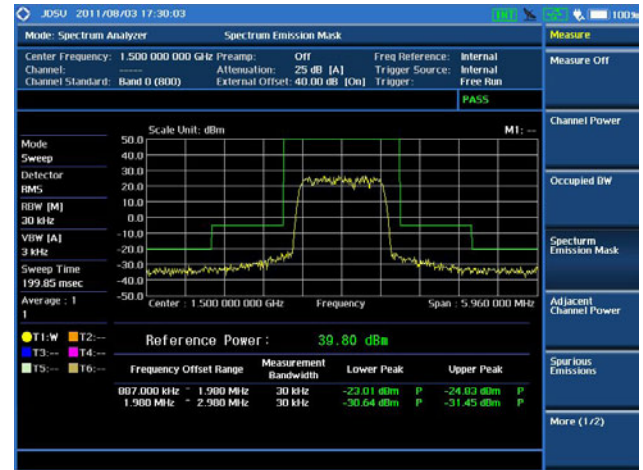 JDSU 2011/08/03 17:30:03 INT 100%
Mode: Spectrum Analyzer Spectrum Emission Mask Measure
Center Frequency: 1.500 000 000 GHz Preamp: Off Freq Reference: Internal
Channel: ----- Attenuation: 25 dB [A] Trigger Source: Internal
Channel Standard: Band 0 (800) External Offset: 40.00 dB [On] Trigger: Free Run
PASS
Measure Off
Channel Power
Occupied BW
Specturm
Emission Mask
Adjacent
Channel Power
Spurious
Emissions
More (1/2)
Scale Unit: dBm M1: --
Mode
Sweep
Detector
RMS
RBW [M]
30 kHz
VBW [A]
3 kHz
Sweep Time
199.85 msec
Average : 1
1
50.0
40.0
30.0
20.0
10.0
0.0
-10.0
-20.0
-30.0
-40.0
-50.0
Center : 1.500 000 000 GHz Frequency Span : 5.960 000 MHz
T1:W T2:--
T3:-- T4:--
T5:-- T6:--
Reference Power: 39.80 dBm
Frequency Offset Range Measurement Bandwidth Lower Peak Upper Peak
887.000 kHz ~ 1.980 MHz 30 kHz -23.01 dBm P -24.83 dBm P
1.980 MHz ~ 2.980 MHz 30 kHz -30.64 dBm P -31.45 dBm P